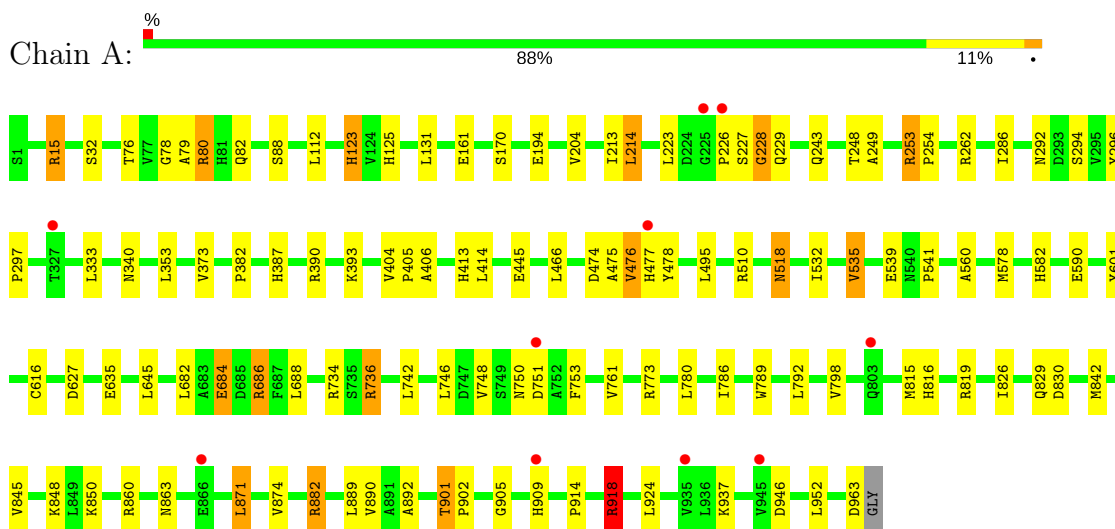 %
Chain A:
88% 11% •
S1 R15 S32 T76 V77 G78 A79 R80 H81 Q82 S88 L112 H123 V124 H125 L131 E161 S170 E194 V204 I213 L214 L223 D224 G225 P226 S227 G228 Q229 Q243 T248 A249 R253 P254 R262 I286 N292 D293 S294 V295 Y296
P297 T327 L333 N340 L353 V373 P382 H387 R390 K393 V404 P405 A406 H413 L414 E445 L466 D474 A475 V476 H477 Y478 L495 R510 N518 I532 V535 E539 N540 P541 A560 M578 H582 E590 Y601
C616 D627 E635 L645 L682 A683 E684 D685 R686 F687 L688 R734 S735 R736 L742 L746 D747 V748 S749 N750 D751 A752 F753 V761 R773 L780 I786 W789 L792 V798 Q803 M815 H816 R819 I826 Q829 D830 M842
V845 K848 L849 K850 R860 N863 E866 L871 V874 R882 L889 V890 A891 A892 T901 P902 G905 H909 P914 R918 L924 V935 L936 K937 V945 D946 L952 D963 GLY